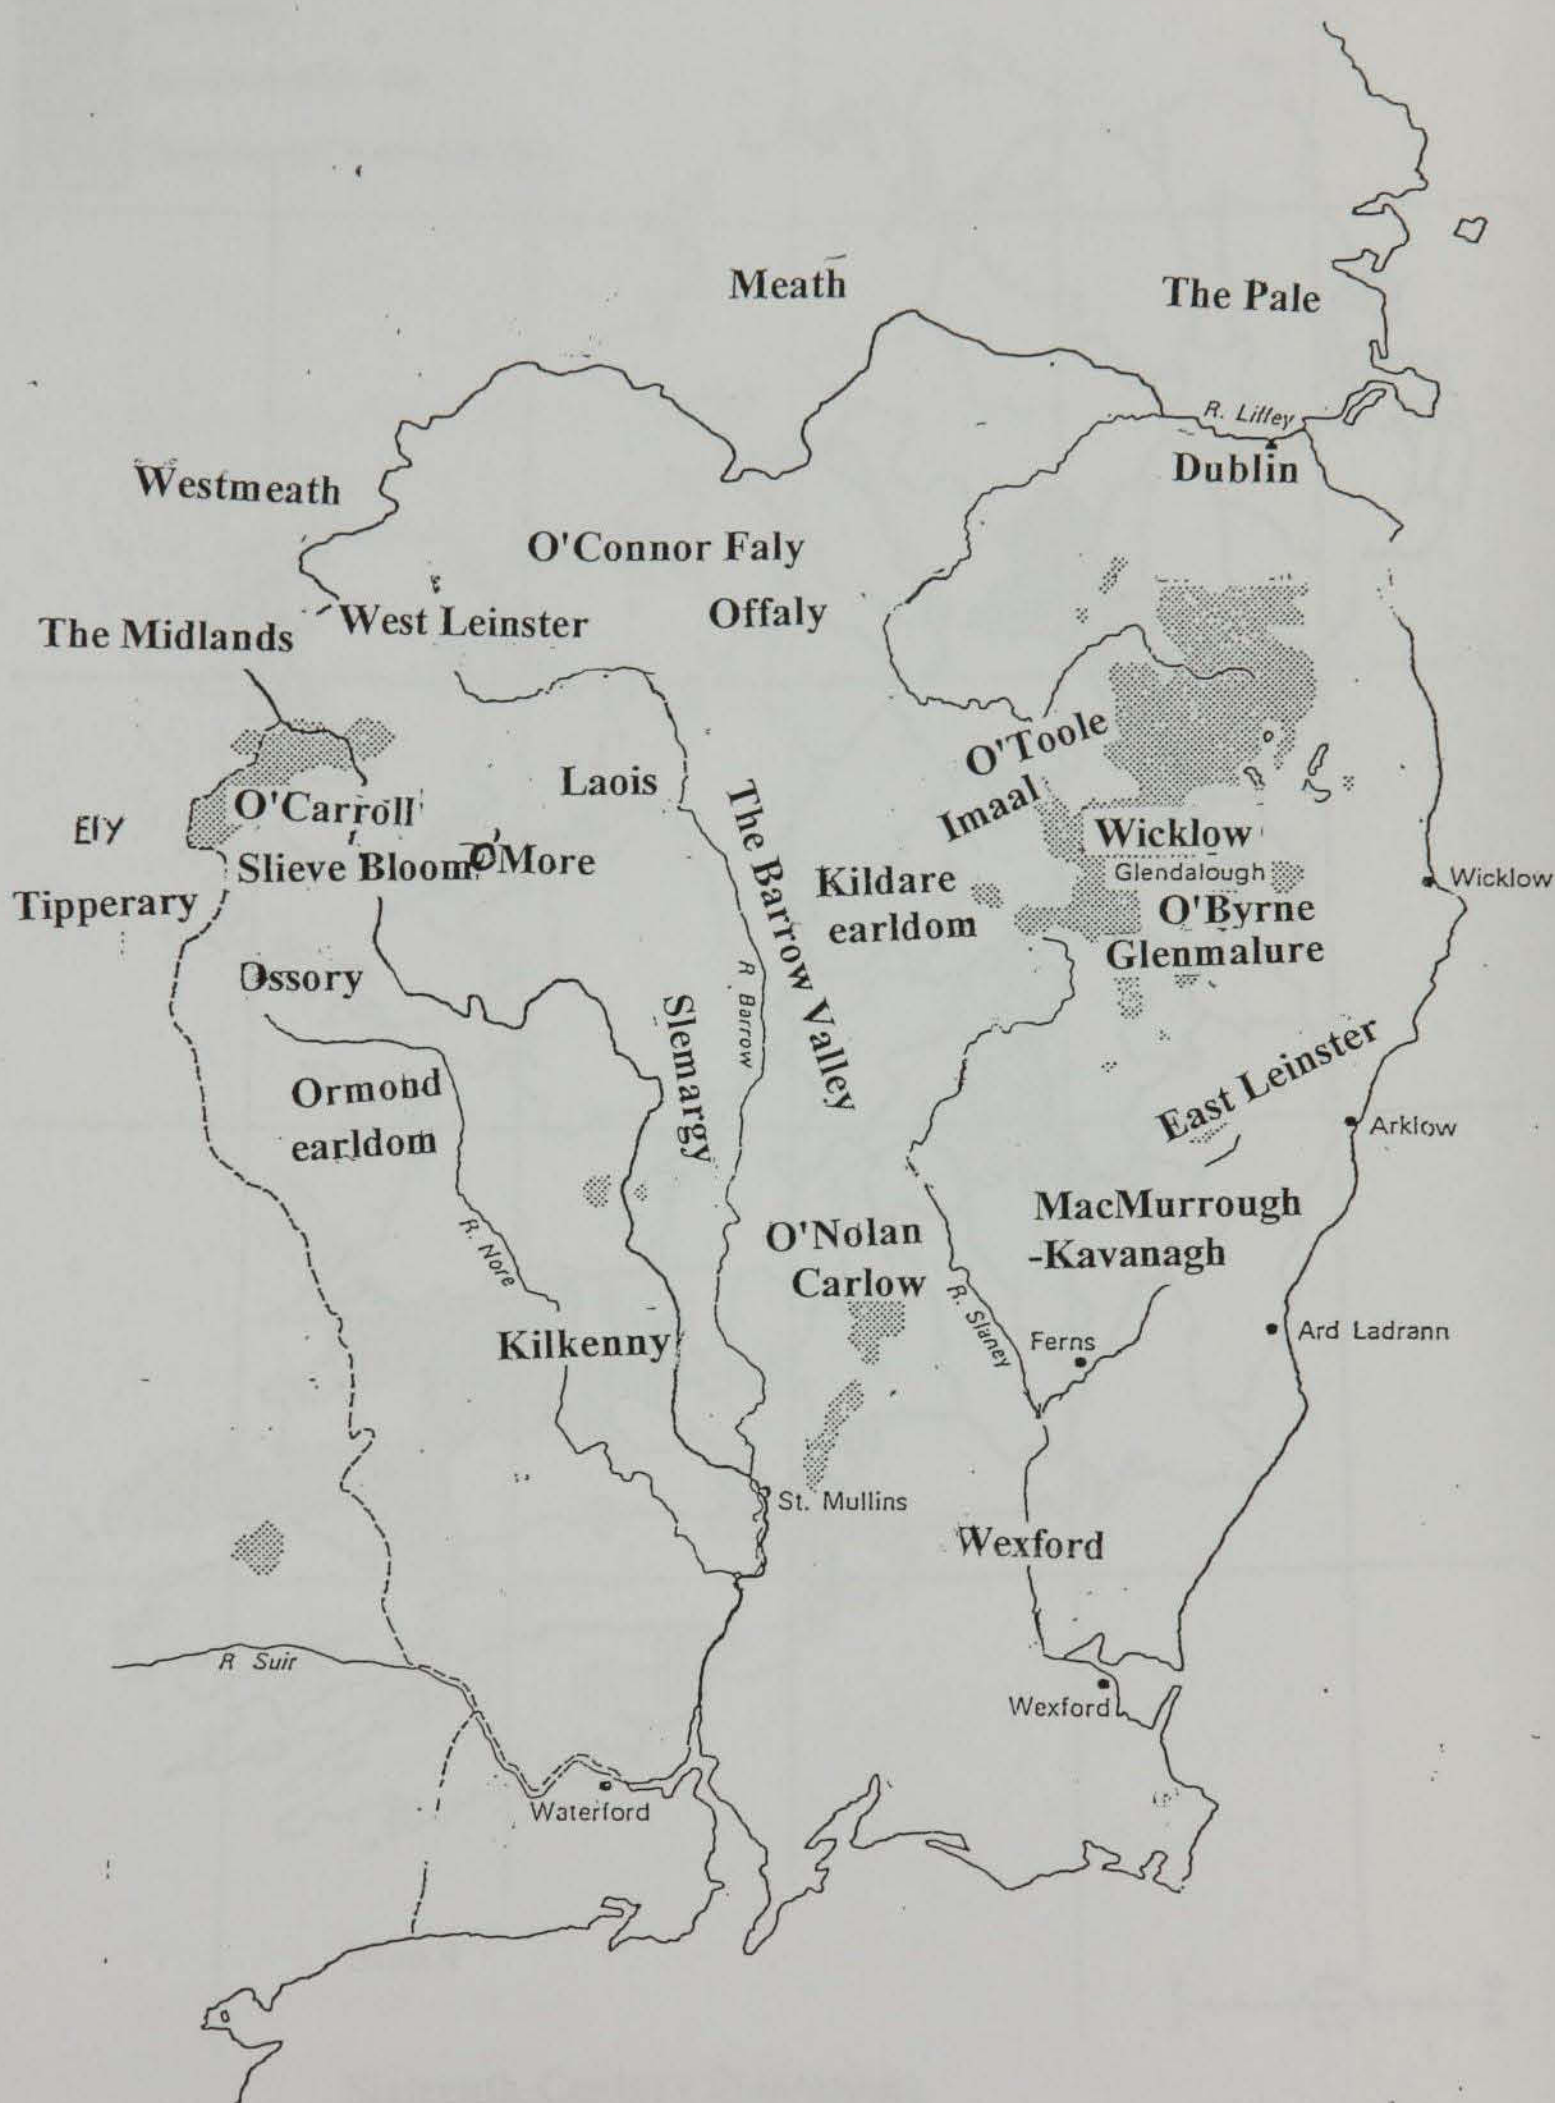 Meath
The Pale
R. Liffey
Dublin
Westmeath
O'Connor Faly
Offaly
West Leinster
The Midlands
O'Toole
Imaal
Laois
O'Carroll
Ely
Slieve Bloom
O'More
The Barrow Valley
Wicklow
Glendalough
Wicklow
Kildare
earldom
O'Byrne
Glenmalure
Tipperary
Ossory
R Barrow
Slemargy
East Leinster
Ormond
earldom
Arklow
R. Nore
O'Nolan
Carlow
MacMurrough
-Kavanagh
R. Slaney
Ferns
Ard Ladrann
Kilkenny
St. Mullins
Wexford
R Suir
Wexford
Waterford